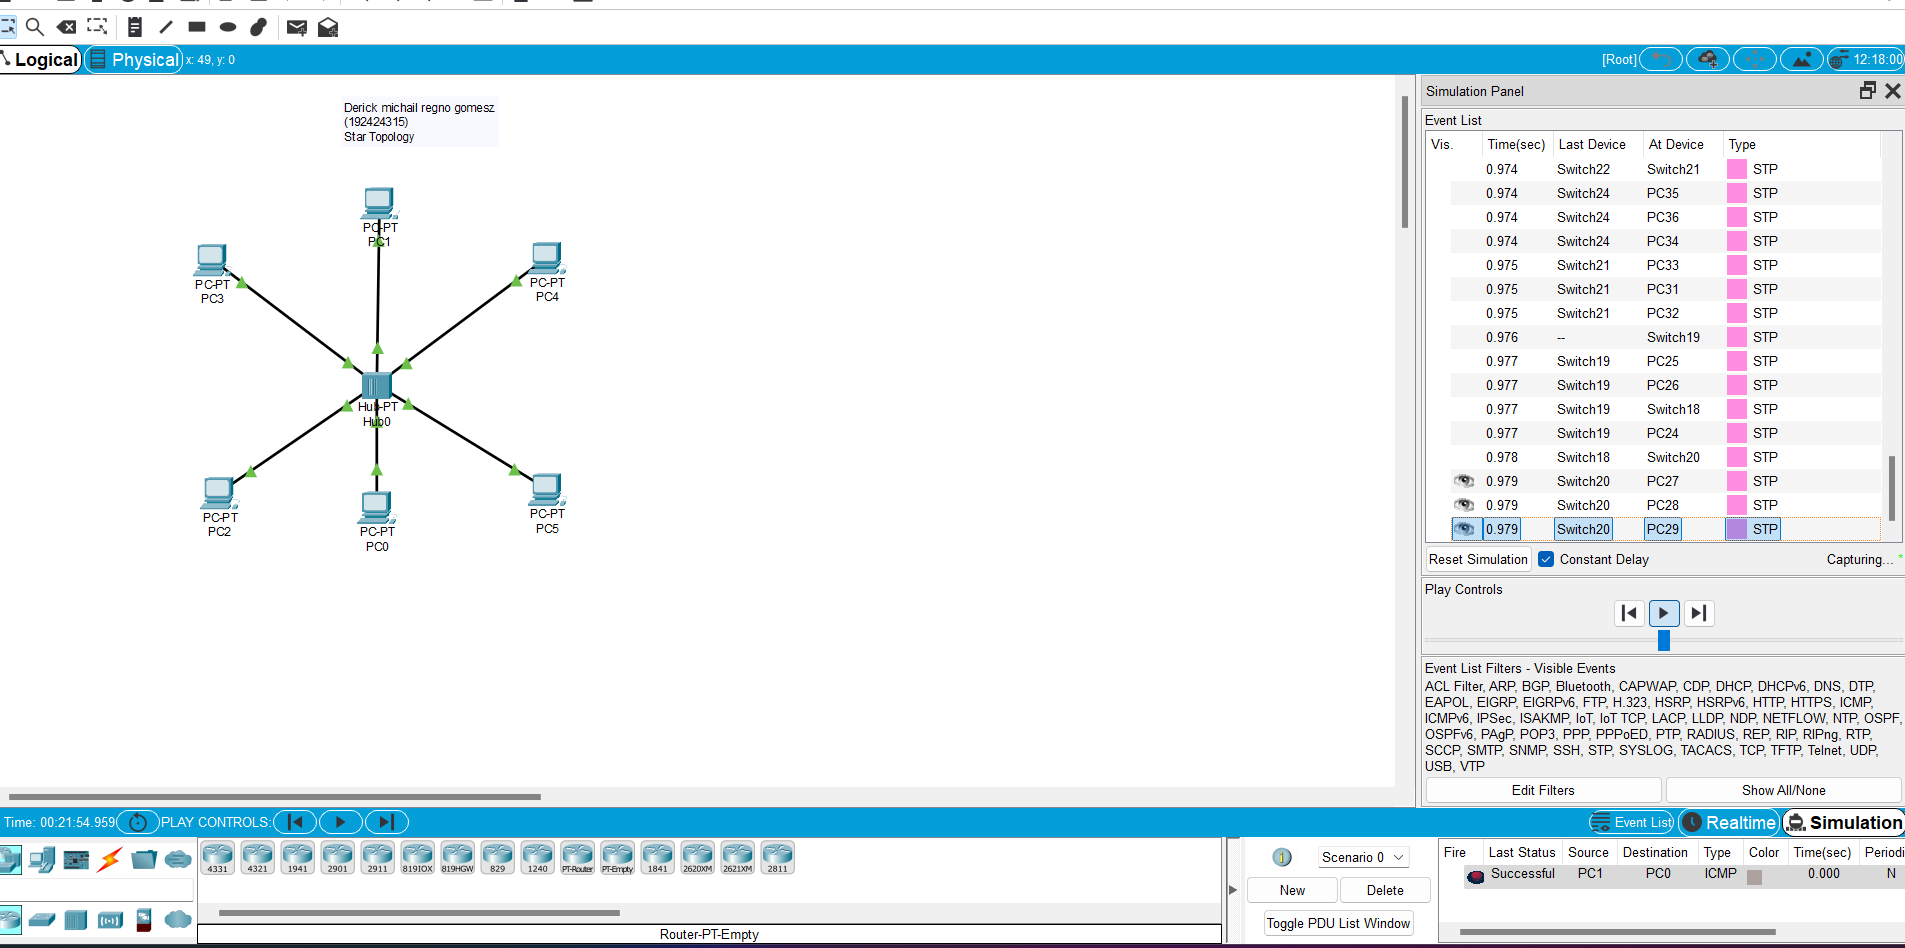 Logical
Physical
x: 49, y: 0
[Root]
12:18:00
Derick michail regno gomesz
(192424315)
Star Topology
PC-PT
PC1
PC-PT
PC3
PC-PT
PC4
Hub-PT
Hub0
PC-PT
PC2
PC-PT
PC0
PC-PT
PC5
Simulation Panel
Event List
Vis. Time(sec) Last Device At Device Type
0.974 Switch22 Switch21 STP
0.974 Switch24 PC35 STP
0.974 Switch24 PC36 STP
0.974 Switch24 PC34 STP
0.975 Switch21 PC33 STP
0.975 Switch21 PC31 STP
0.975 Switch21 PC32 STP
0.976 -- Switch19 STP
0.977 Switch19 PC25 STP
0.977 Switch19 PC26 STP
0.977 Switch19 Switch18 STP
0.977 Switch19 PC24 STP
0.978 Switch18 Switch20 STP
0.979 Switch20 PC27 STP
0.979 Switch20 PC28 STP
0.979 Switch20 PC29 STP
Reset Simulation Constant Delay Capturing... *
Play Controls
Event List Filters - Visible Events
ACL Filter, ARP, BGP, Bluetooth, CAPWAP, CDP, DHCP, DHCPv6, DNS, DTP,
EAPOL, EIGRP, EIGRPv6, FTP, H.323, HSRP, HSRPv6, HTTP, HTTPS, ICMP,
ICMPv6, IPSec, ISAKMP, IoT, IoT TCP, LACP, LLDP, NDP, NETFLOW, NTP, OSPF,
OSPFv6, PAgP, POP3, PPP, PPPoED, PTP, RADIUS, REP, RIP, RIPng, RTP,
SCCP, SMTP, SNMP, SSH, STP, SYSLOG, TACACS, TCP, TFTP, Telnet, UDP,
USB, VTP
Edit Filters Show All/None
Time: 00:21:54.959 PLAY CONTROLS:
Event List Realtime Simulation
4331 4321 1941 2901 2911 819IOX 819HGW 829 1240 PT-Router PT-Empty 1841 2620XM 2621XM 2811
Router-PT-Empty
Scenario 0
New Delete
Toggle PDU List Window
Fire Last Status Source Destination Type Color Time(sec) Periodi
Successful PC1 PC0 ICMP 0.000 N